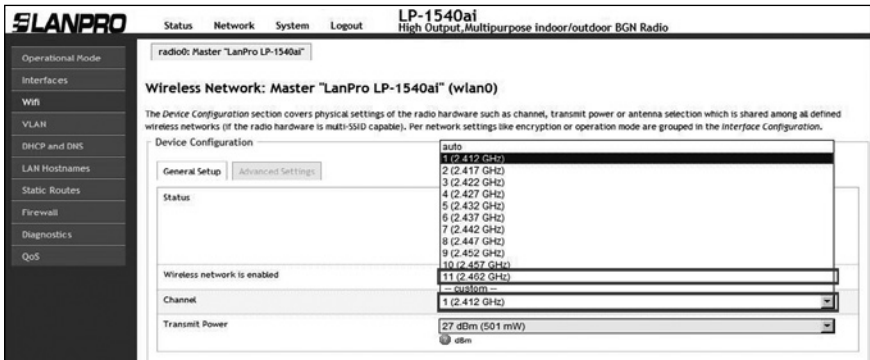 LANPRO
Status Network System Logout
LP-1540ai
High Output,Multipurpose indoor/outdoor BGN Radio
Operational Mode
Interfaces
Wifi
VLAN
DHCP and DNS
LAN Hostnames
Static Routes
Firewall
Diagnostics
QoS
radio0: Master "LanPro LP-1540ai"
Wireless Network: Master "LanPro LP-1540ai" (wlan0)
The Device Configuration section covers physical settings of the radio hardware such as channel, transmit power or antenna selection which is shared among all defined
wireless networks (if the radio hardware is multi-SSID capable). Per network settings like encryption or operation mode are grouped in the Interface Configuration.
Device Configuration
General Setup Advanced Settings
Status
auto
1 (2.412 GHz)
2 (2.417 GHz)
3 (2.422 GHz)
4 (2.427 GHz)
5 (2.432 GHz)
6 (2.437 GHz)
7 (2.442 GHz)
8 (2.447 GHz)
9 (2.452 GHz)
10 (2.457 GHz)
Wireless network is enabled 11 (2.462 GHz)
-- custom --
Channel 1 (2.412 GHz)
Transmit Power 27 dBm (501 mW)
dBm